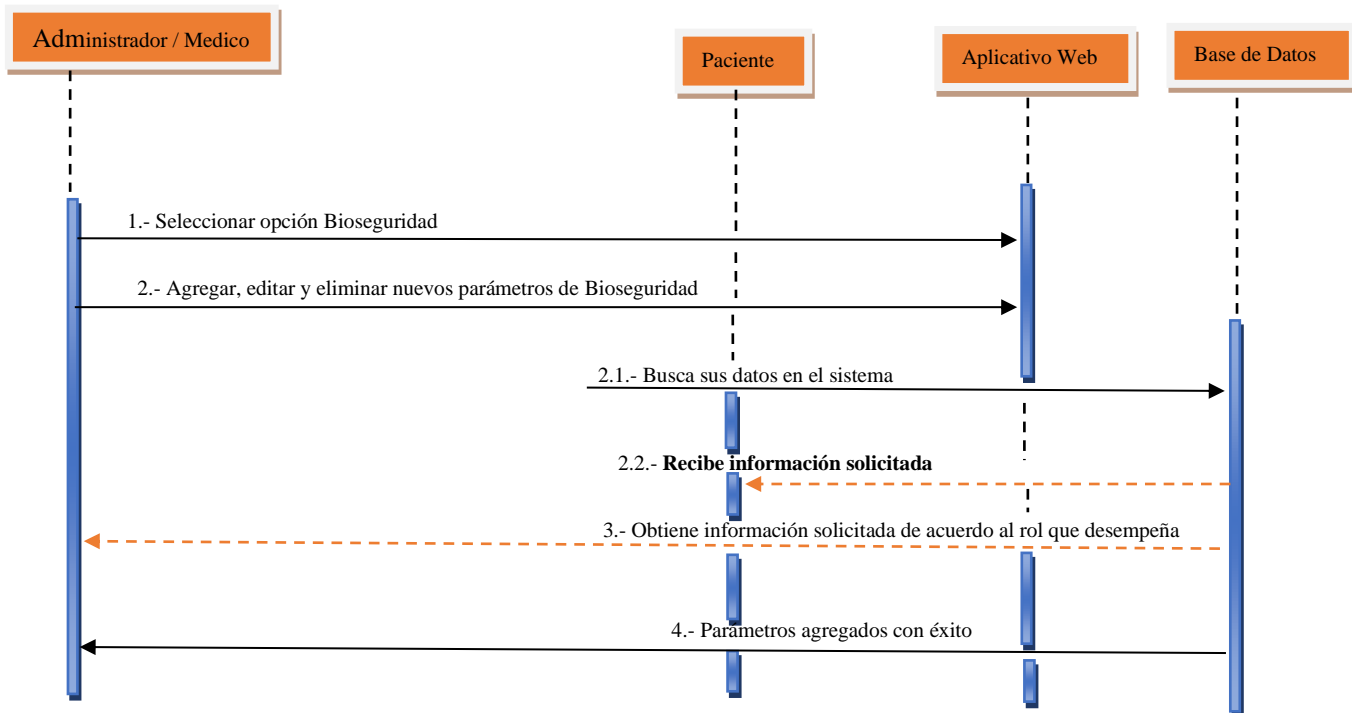 Administrador / Medico
Paciente
Aplicativo Web
Base de Datos
1.- Seleccionar opción Bioseguridad
2.- Agregar, editar y eliminar nuevos parámetros de Bioseguridad
2.1.- Busca sus datos en el sistema
2.2.- Recibe información solicitada
3.- Obtiene información solicitada de acuerdo al rol que desempeña
4.- Parámetros agregados con éxito